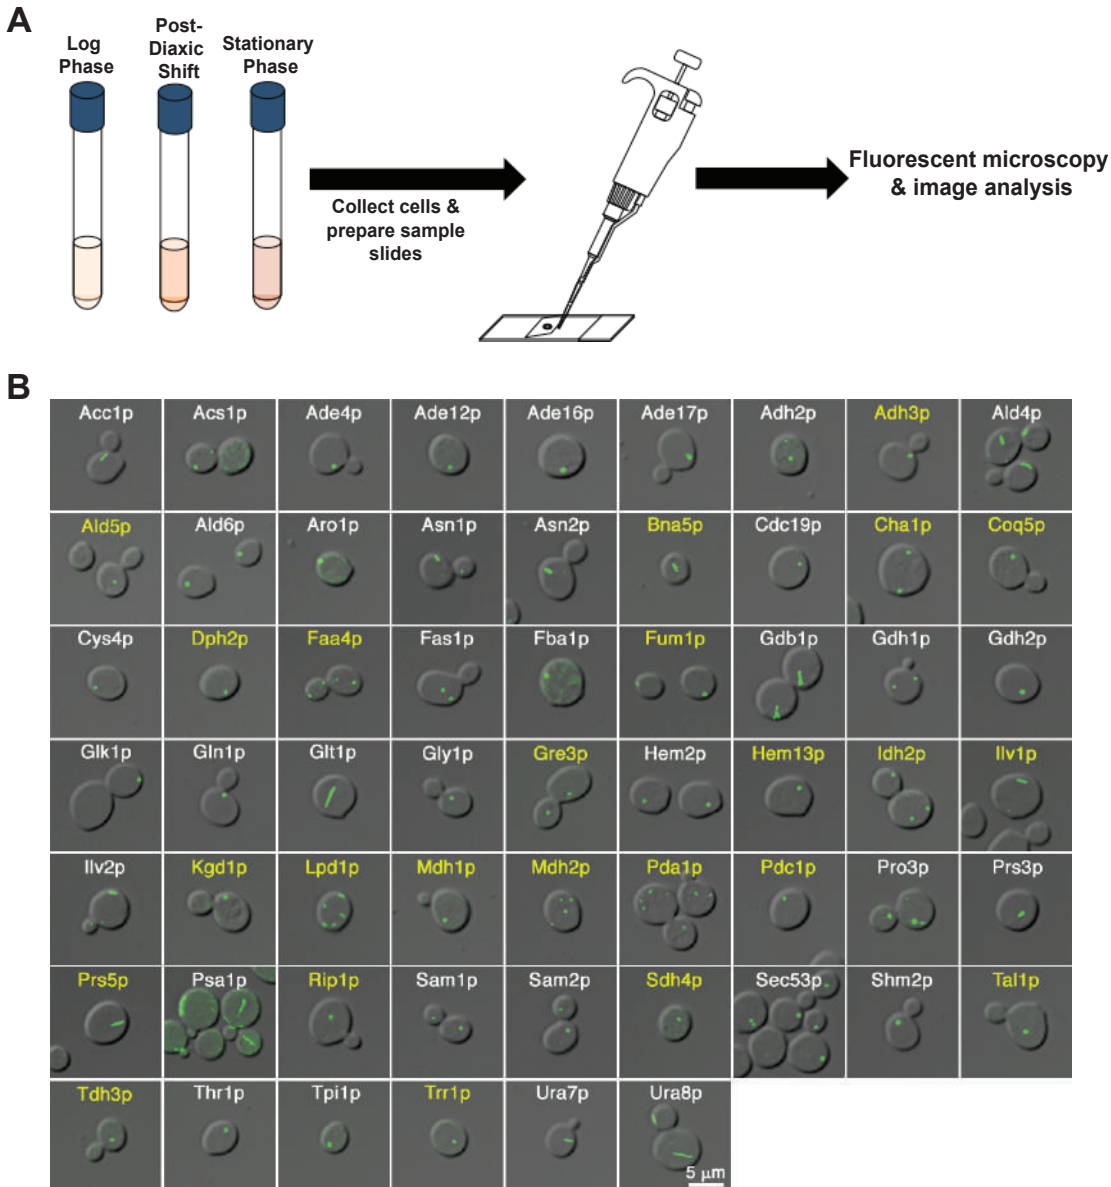 A
Log
Phase
Post-
Diaxic
Shift
Stationary
Phase
Collect cells &
prepare sample
slides
Fluorescent microscopy
& image analysis
B
Acc1p Acs1p Ade4p Ade12p Ade16p Ade17p Adh2p Adh3p Ald4p
Ald5p Ald6p Aro1p Asn1p Asn2p Bna5p Cdc19p Cha1p Coq5p
Cys4p Dph2p Faa4p Fas1p Fba1p Fum1p Gdb1p Gdh1p Gdh2p
Glk1p Gln1p Glt1p Gly1p Gre3p Hem2p Hem13p Idh2p Ilv1p
Ilv2p Kgd1p Lpd1p Mdh1p Mdh2p Pda1p Pdc1p Pro3p Prs3p
Prs5p Psa1p Rip1p Sam1p Sam2p Sdh4p Sec53p Shm2p Tal1p
Tdh3p Thr1p Tpi1p Trr1p Ura7p Ura8p
5 μm